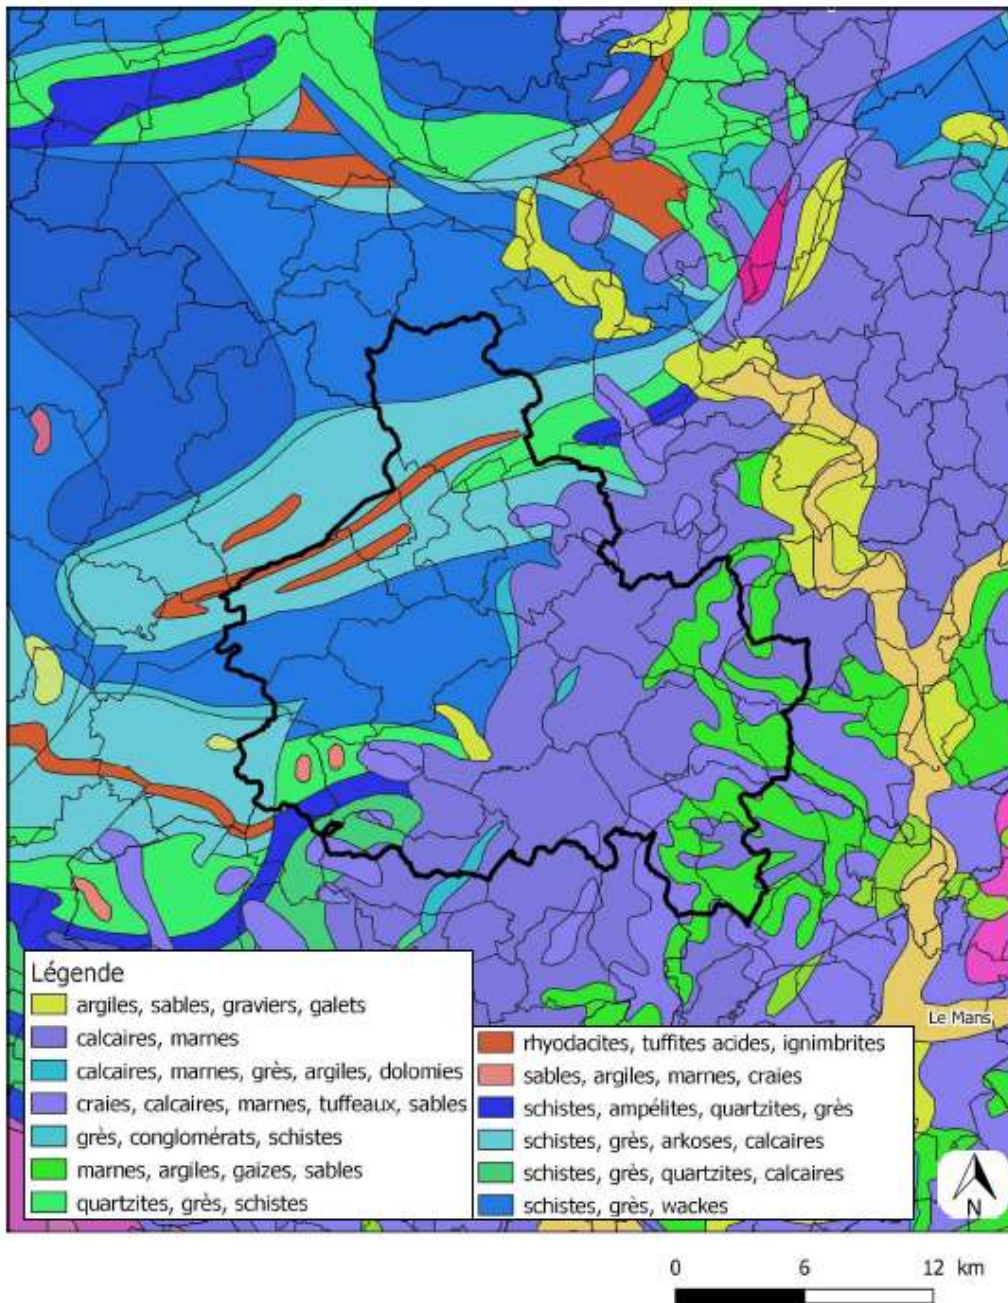 Le Mans
Légende
argiles, sables, graviers, galets
calcaires, marnes
calcaires, marnes, grès, argiles, dolomies
craies, calcaires, marnes, tuffeaux, sables
grès, conglomérats, schistes
marnes, argiles, gaizes, sables
quartzites, grès, schistes
rhyodacites, tuffites acides, ignimbrites
sables, argiles, marnes, craies
schistes, ampélites, quartzites, grès
schistes, grès, arkoses, calcaires
schistes, grès, quartzites, calcaires
schistes, grès, wackes
N
0 6 12 km